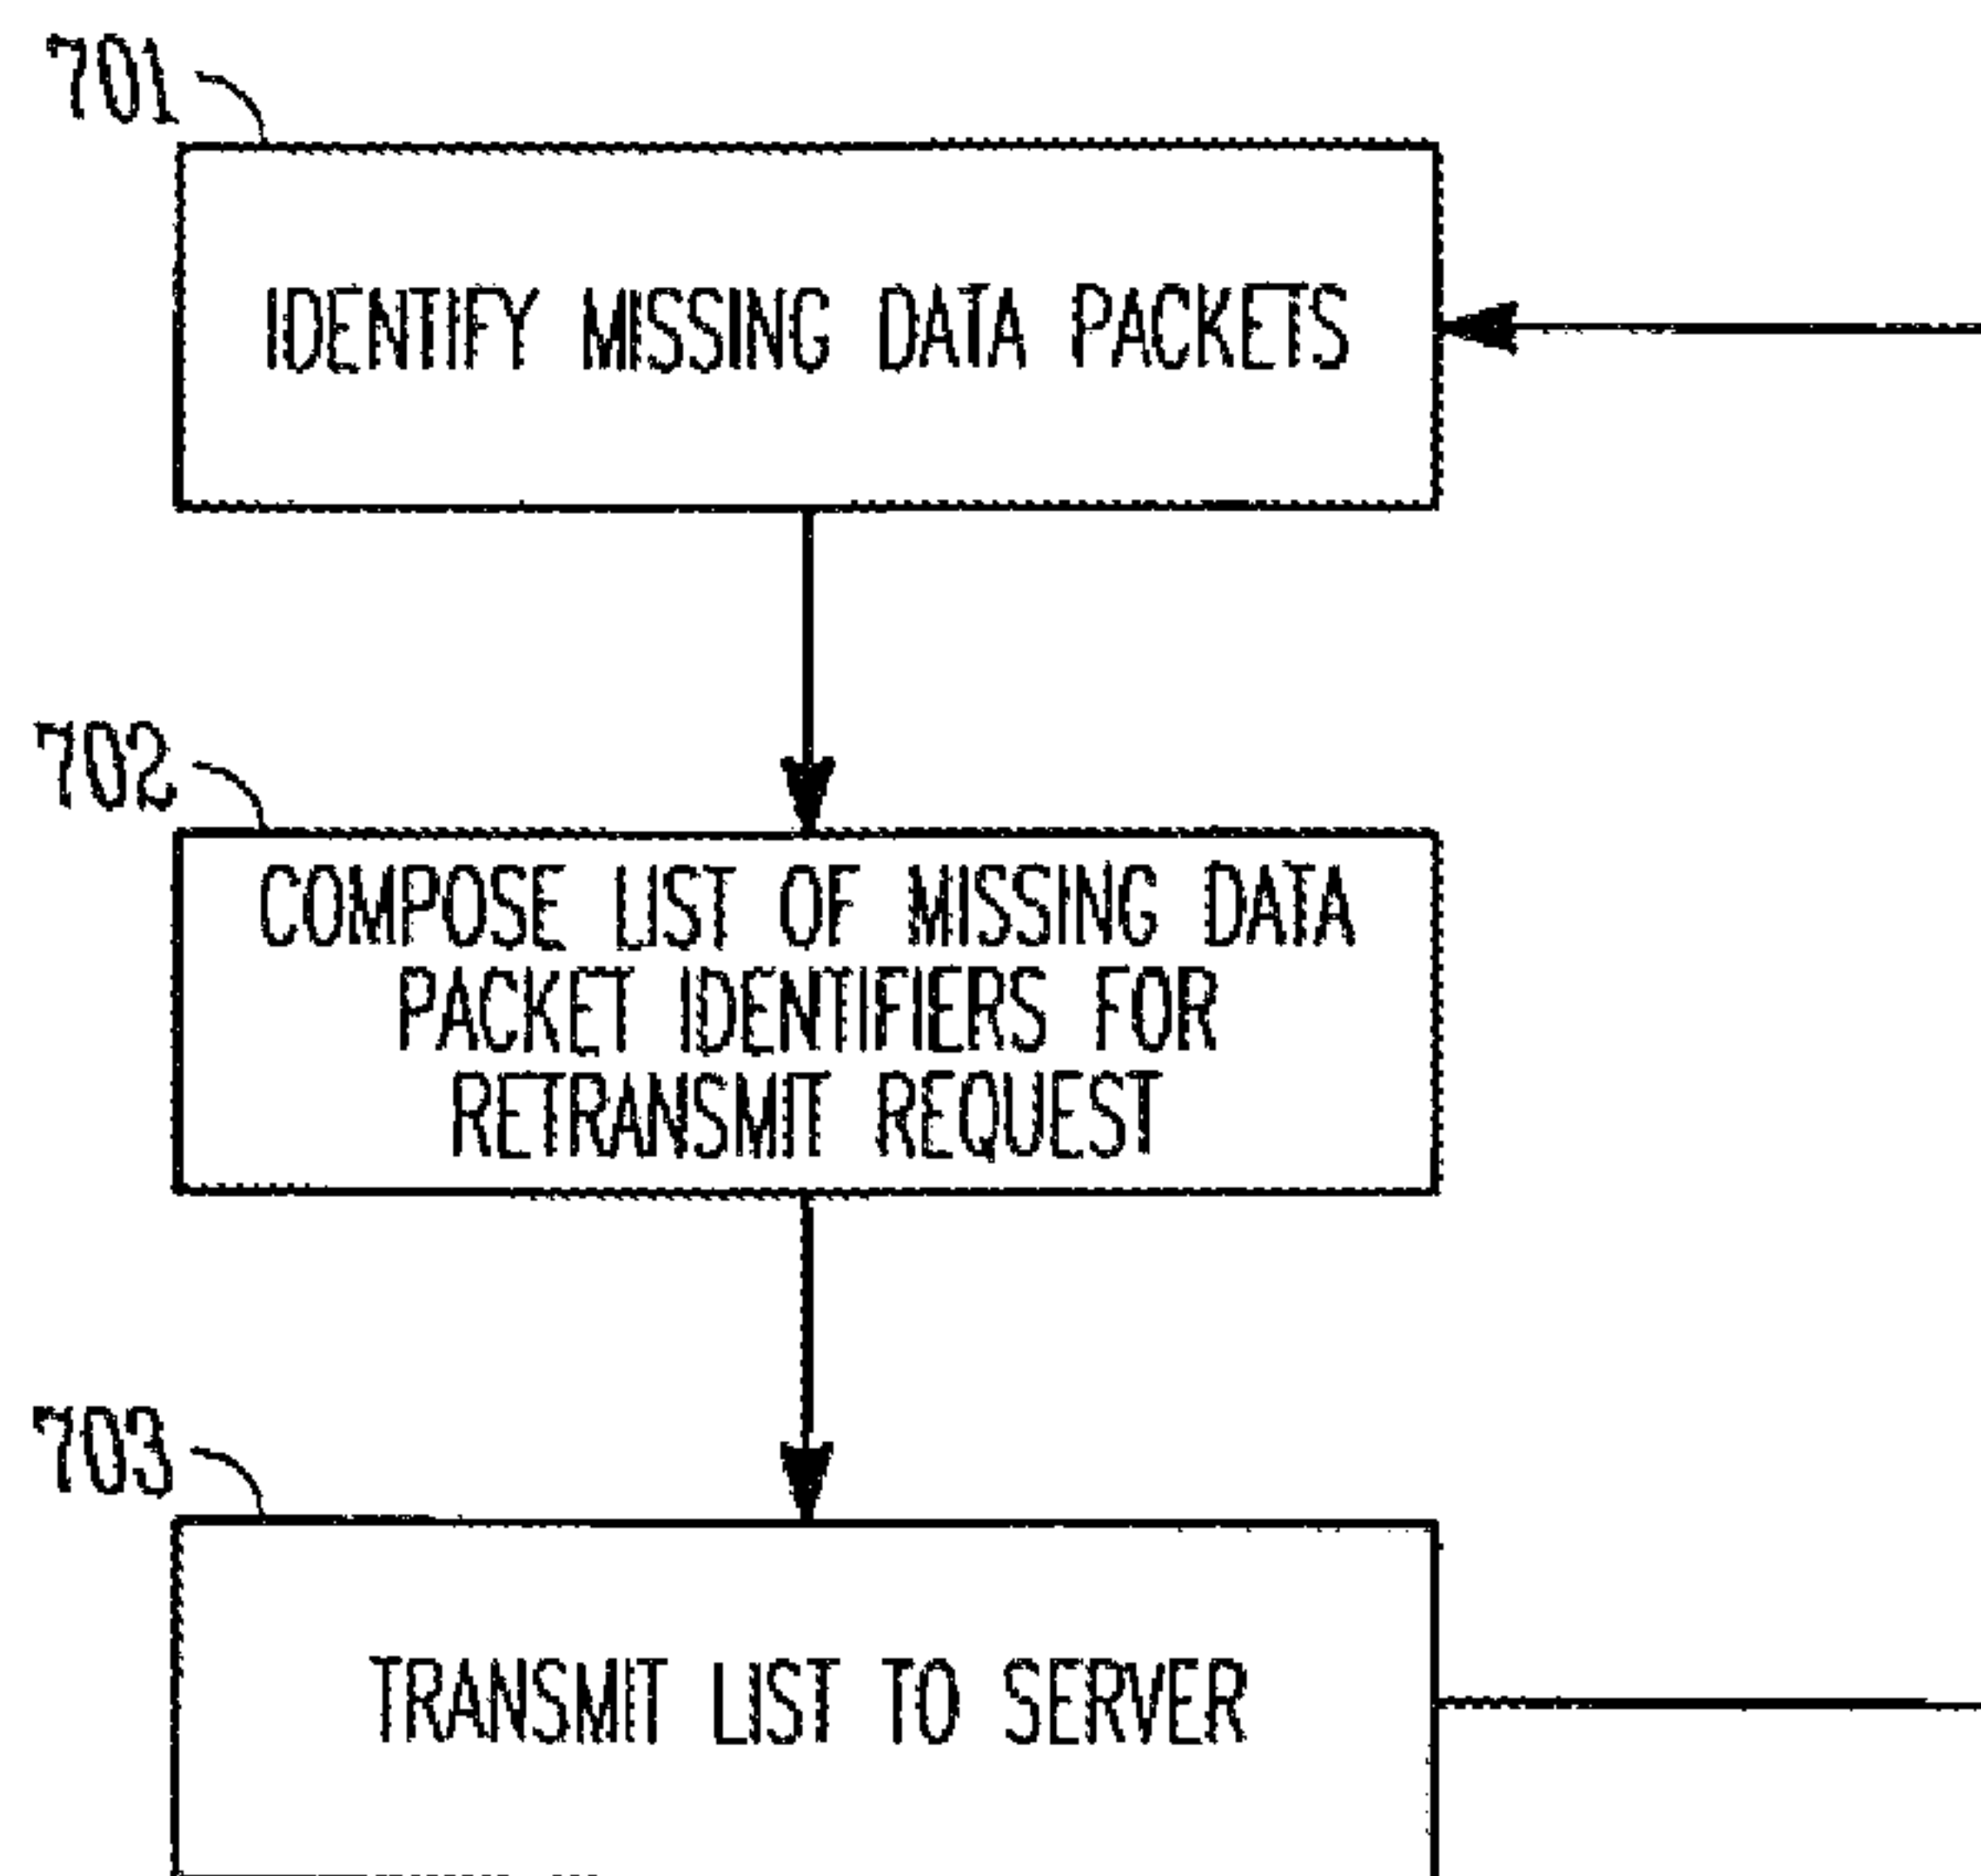 701
IDENTIFY MISSING DATA PACKETS
702
COMPOSE LIST OF MISSING DATA
PACKET IDENTIFIERS FOR
RETRANSMIT REQUEST
703
TRANSMIT LIST TO SERVER